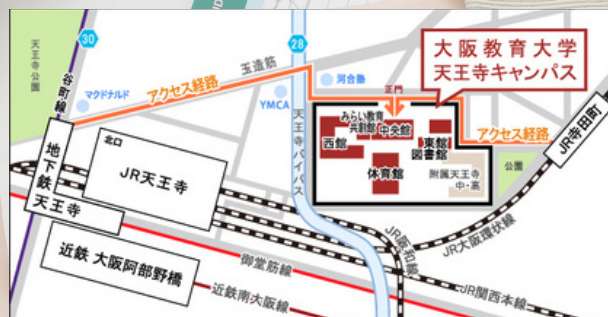 30
28
天王寺公園
谷町線
マクドナルド
アクセス経路
玉造筋
YMCA
河合塾
天王寺バイパス
大阪教育大学
天王寺キャンパス
正門
みらい教育
共創館
中央館
西館
東館
図書館
体育館
附属天王寺
中・高
公園
アクセス経路
JR寺田町
地下鉄
天王寺
北口
JR天王寺
近鉄 大阪阿部野橋
御堂筋線
近鉄南大阪線
JR阪和線
JR大阪環状線
JR関西本線